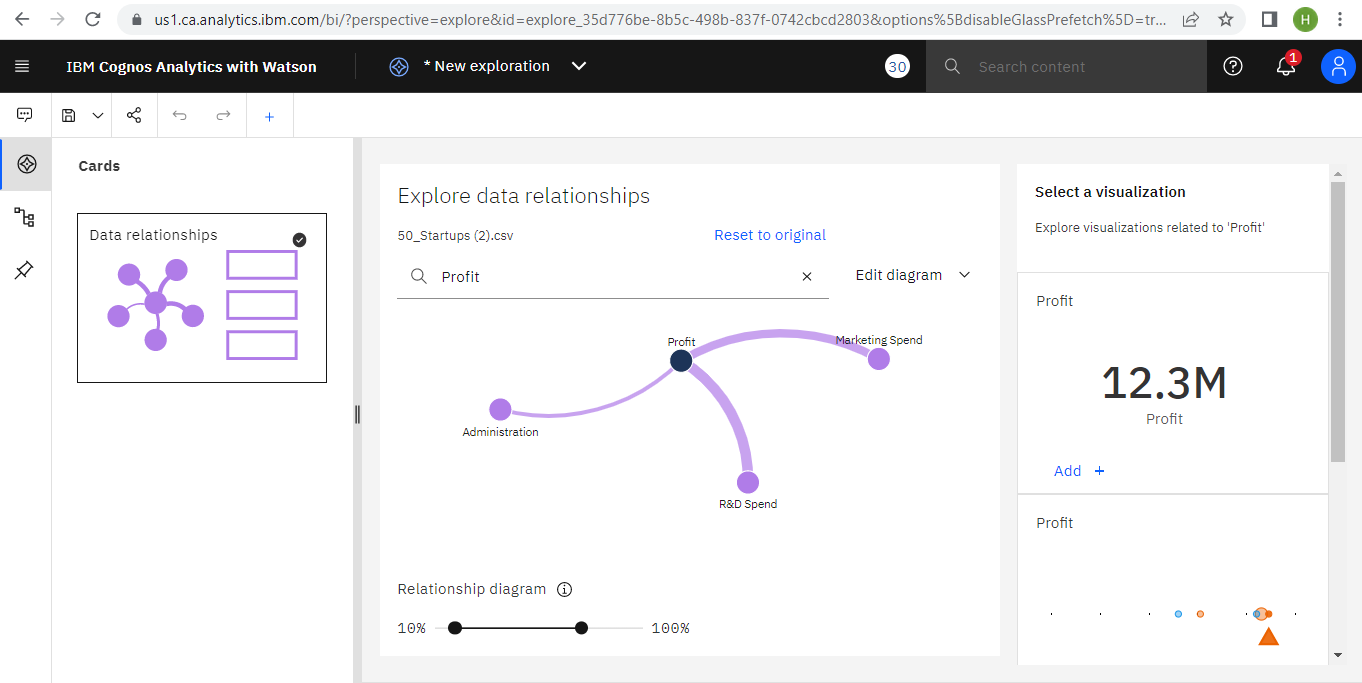 us1.ca.analytics.ibm.com/bi/?perspective=explore&id=explore_35d776be-8b5c-498b-837f-0742cbcd2803&options%5BdisableGlassPrefetch%5D=tr...
H
IBM Cognos Analytics with Watson
* New exploration
30
Search content
1
Cards
Data relationships
Explore data relationships
50_Startups (2).csv
Reset to original
Profit
Edit diagram
Profit
Marketing Spend
Administration
R&D Spend
Relationship diagram
10%
100%
Select a visualization
Explore visualizations related to 'Profit'
Profit
12.3M
Profit
Add +
Profit